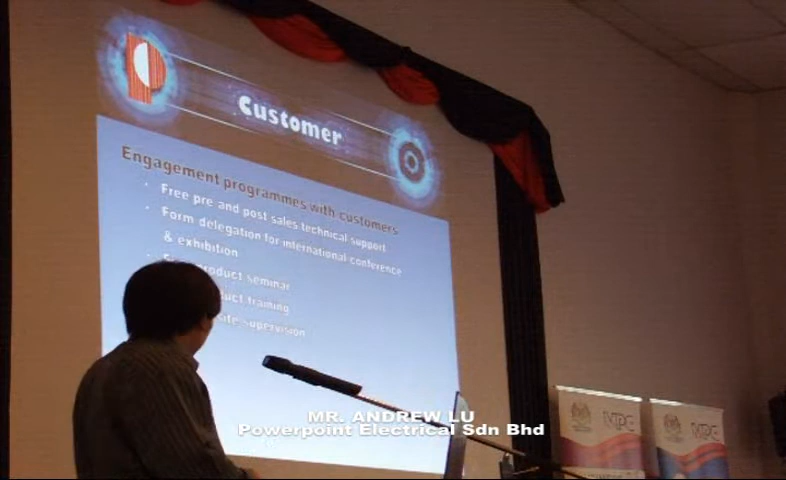 Customer
Engagement programmes with customers
· Free pre and post sales technical support
· Form delegation for international conference
& exhibition
product seminar
training
site supervision
MR. ANDREW LU
Powerpoint Electrical Sdn Bhd
MPC
MPC